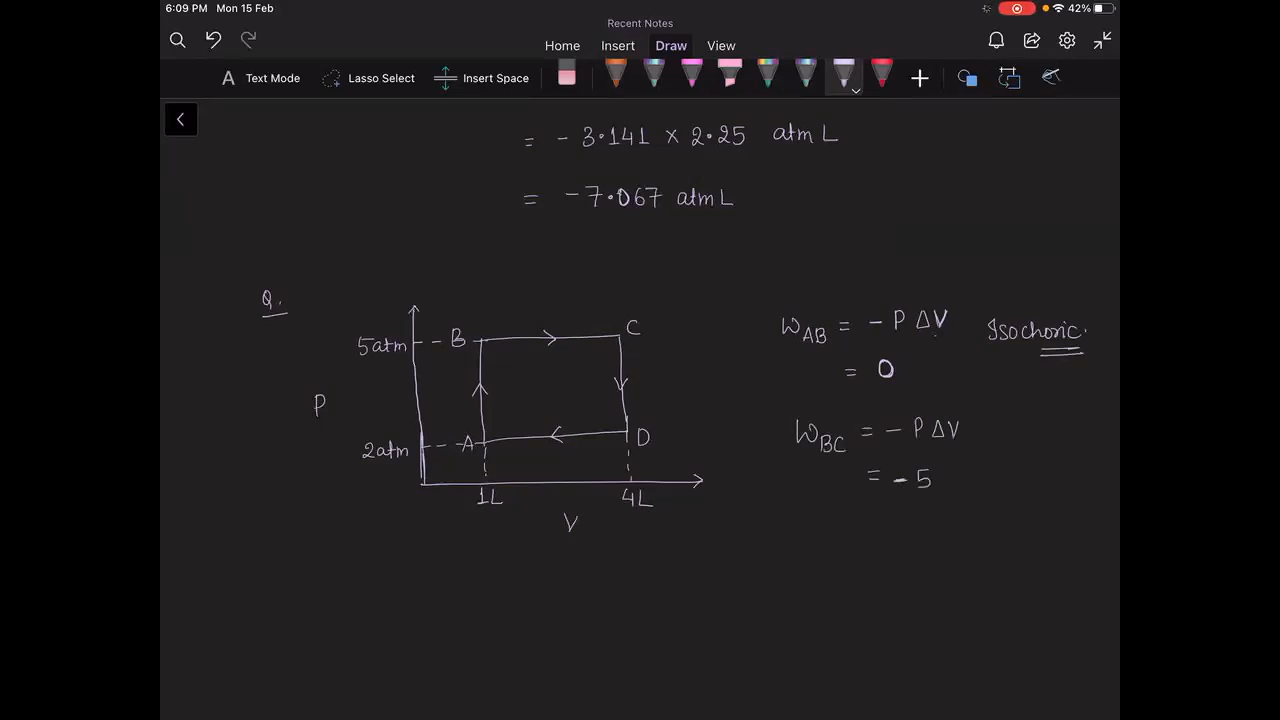 6:09 PM Mon 15 Feb 42%
Recent Notes
Home Insert Draw View
A Text Mode Lasso Select Insert Space
= - 3.141 × 2.25 atm L
= -7.067 atm L
Q.
5atm B C
W_AB = - P ΔV Isochoric.
= 0
P
W_BC = - P ΔV
2atm A D
= - 5
1L 4L
V